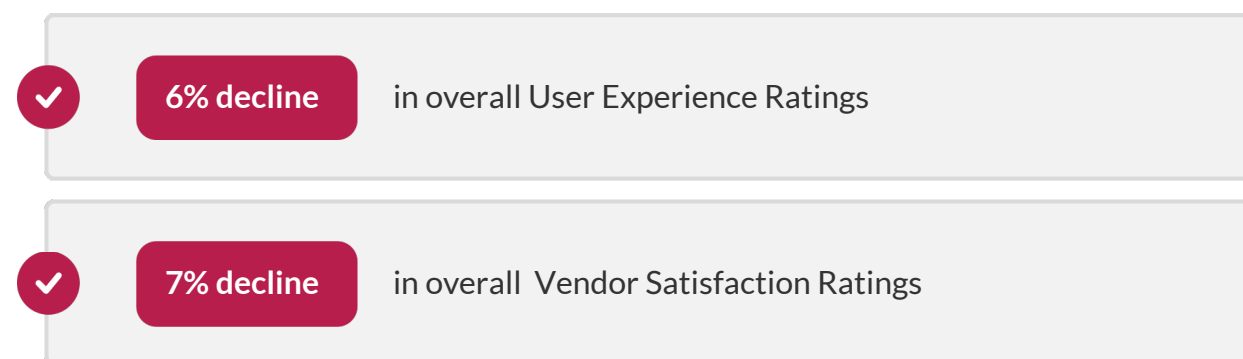 6% decline in overall User Experience Ratings
7% decline in overall  Vendor Satisfaction Ratings